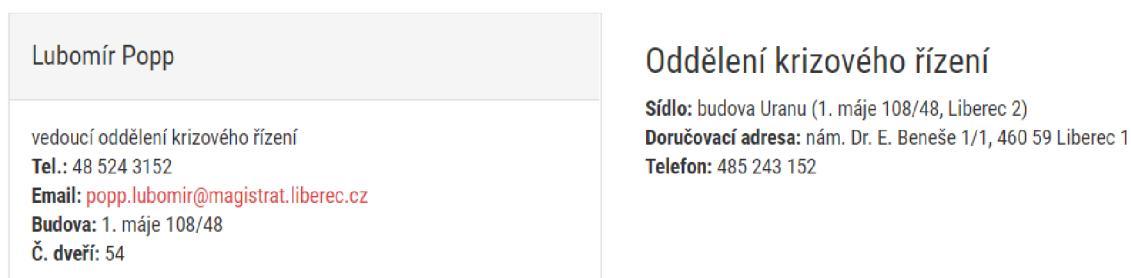 Lubomír Popp
vedoucí oddělení krizového řízení
Tel.: 48 524 3152
Email: popp.lubomir@magistrat.liberec.cz
Budova: 1. máje 108/48
Č. dveří: 54
Oddělení krizového řízení
Sídlo: budova Uranu (1. máje 108/48, Liberec 2)
Doručovací adresa: nám. Dr. E. Beneše 1/1, 460 59 Liberec 1
Telefon: 485 243 152